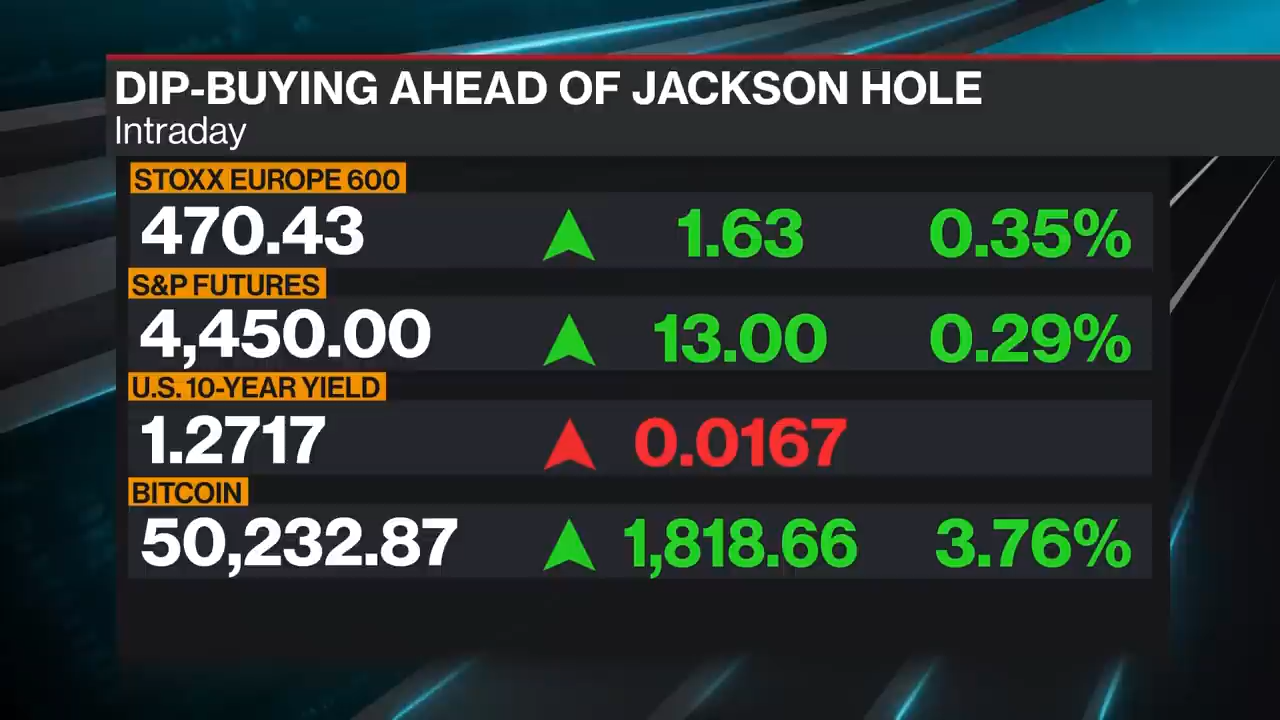 DIP-BUYING AHEAD OF JACKSON HOLE
Intraday
STOXX EUROPE 600
470.43 1.63 0.35%
S&P FUTURES
4,450.00 13.00 0.29%
U.S. 10-YEAR YIELD
1.2717 0.0167
BITCOIN
50,232.87 1,818.66 3.76%